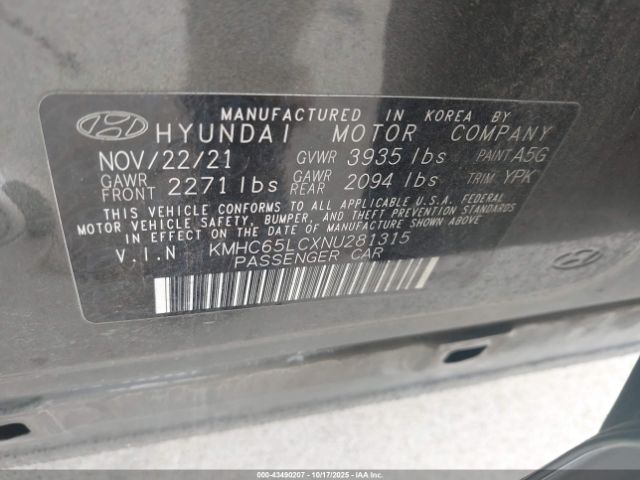 MANUFACTURED IN KOREA BY
HYUNDAI MOTOR COMPANY
NOV/22/21 GVWR 3935 lbs PAINT A5G
GAWR FRONT 2271 lbs GAWR REAR 2094 lbs TRIM YPK
THIS VEHICLE CONFORMS TO ALL APPLICABLE U.S.A. FEDERAL
MOTOR VEHICLE SAFETY, BUMPER, AND THEFT PREVENTION STANDARDS
IN EFFECT ON THE DATE OF MANUFACTURE SHOWN ABOVE.
V.I.N KMHC65LCXNU281315
PASSENGER CAR
000-43490207 - 10/17/2025 - COPART.COM